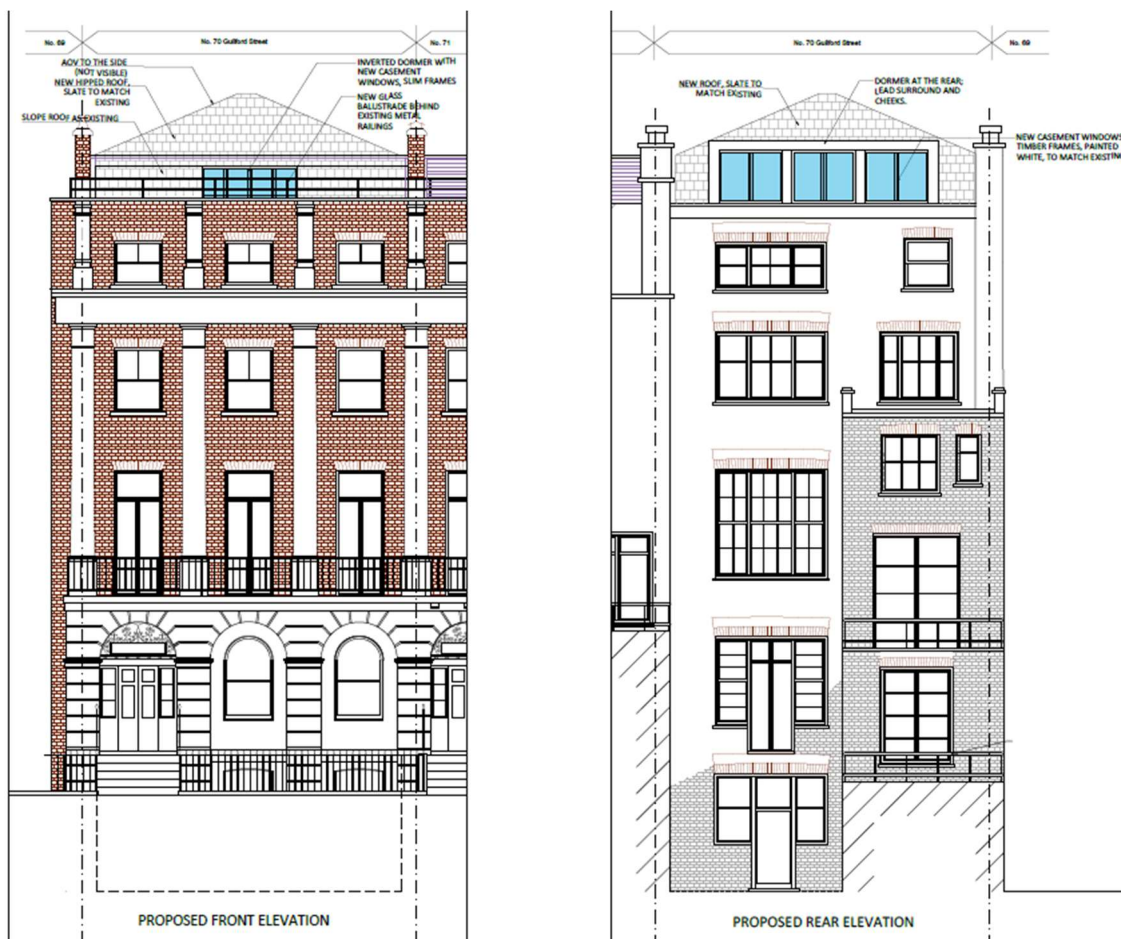 No. 69
No. 70 Guilford Street
No. 71
AOV TO THE SIDE
(NOT VISIBLE)
NEW HIPPED ROOF,
SLATE TO MATCH
EXISTING
SLOPE ROOF AS EXISTING
INVERTED DORMER WITH
NEW CASEMENT
WINDOWS, SLIM FRAMES
NEW GLASS
BALUSTRADE BEHIND
EXISTING METAL
RAILINGS
PROPOSED FRONT ELEVATION
No. 70 Guilford Street
No. 69
NEW ROOF, SLATE TO
MATCH EXISTING
DORMER AT THE REAR;
LEAD SURROUND AND
CHEEKS.
NEW CASEMENT WINDOWS
TIMBER FRAMES, PAINTED
WHITE, TO MATCH EXISTING
PROPOSED REAR ELEVATION